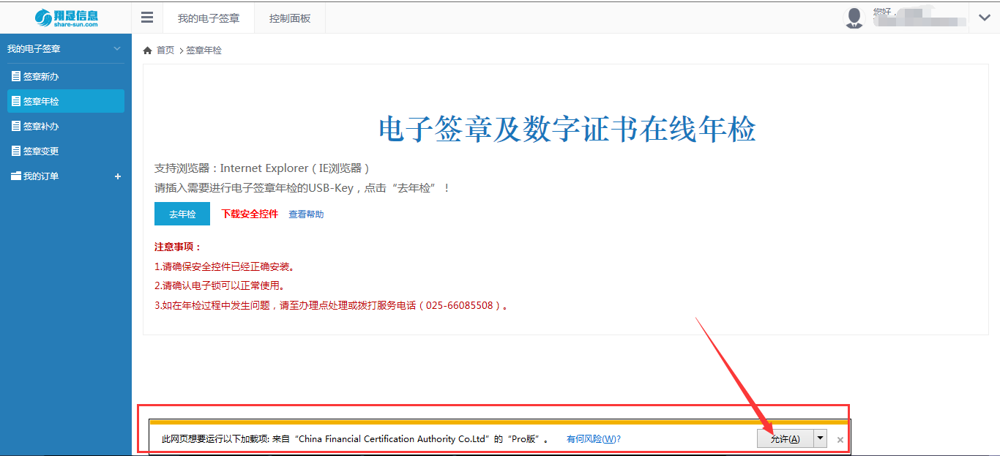 翔晟信息
share-sun.com
我的电子签章
控制面板
您好，
我的电子签章
签章新办
签章年检
签章补办
签章变更
我的订单
首页 > 签章年检
电子签章及数字证书在线年检
支持浏览器：Internet Explorer（IE浏览器）
请插入需要进行电子签章年检的USB-Key，点击“去年检” ！
去年检 下载安全控件 查看帮助
注意事项：
1.请确保安全控件已经正确安装。
2.请确认电子锁可以正常使用。
3.如在年检过程中发生问题，请至办理点处理或拨打服务电话（025-66085508）。
此网页想要运行以下加载项: 来自“China Financial Certification Authority Co.Ltd”的“Pro版”。 有何风险(W)? 允许(A)